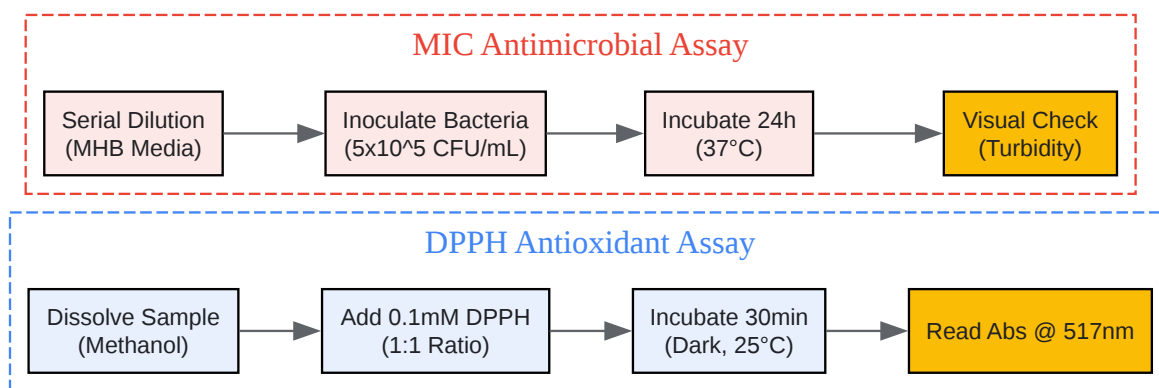 MIC Antimicrobial Assay
Serial Dilution
(MHB Media)
Inoculate Bacteria
(5x10^5 CFU/mL)
Incubate 24h
(37°C)
Visual Check
(Turbidity)
DPPH Antioxidant Assay
Dissolve Sample
(Methanol)
Add 0.1mM DPPH
(1:1 Ratio)
Incubate 30min
(Dark, 25°C)
Read Abs @ 517nm